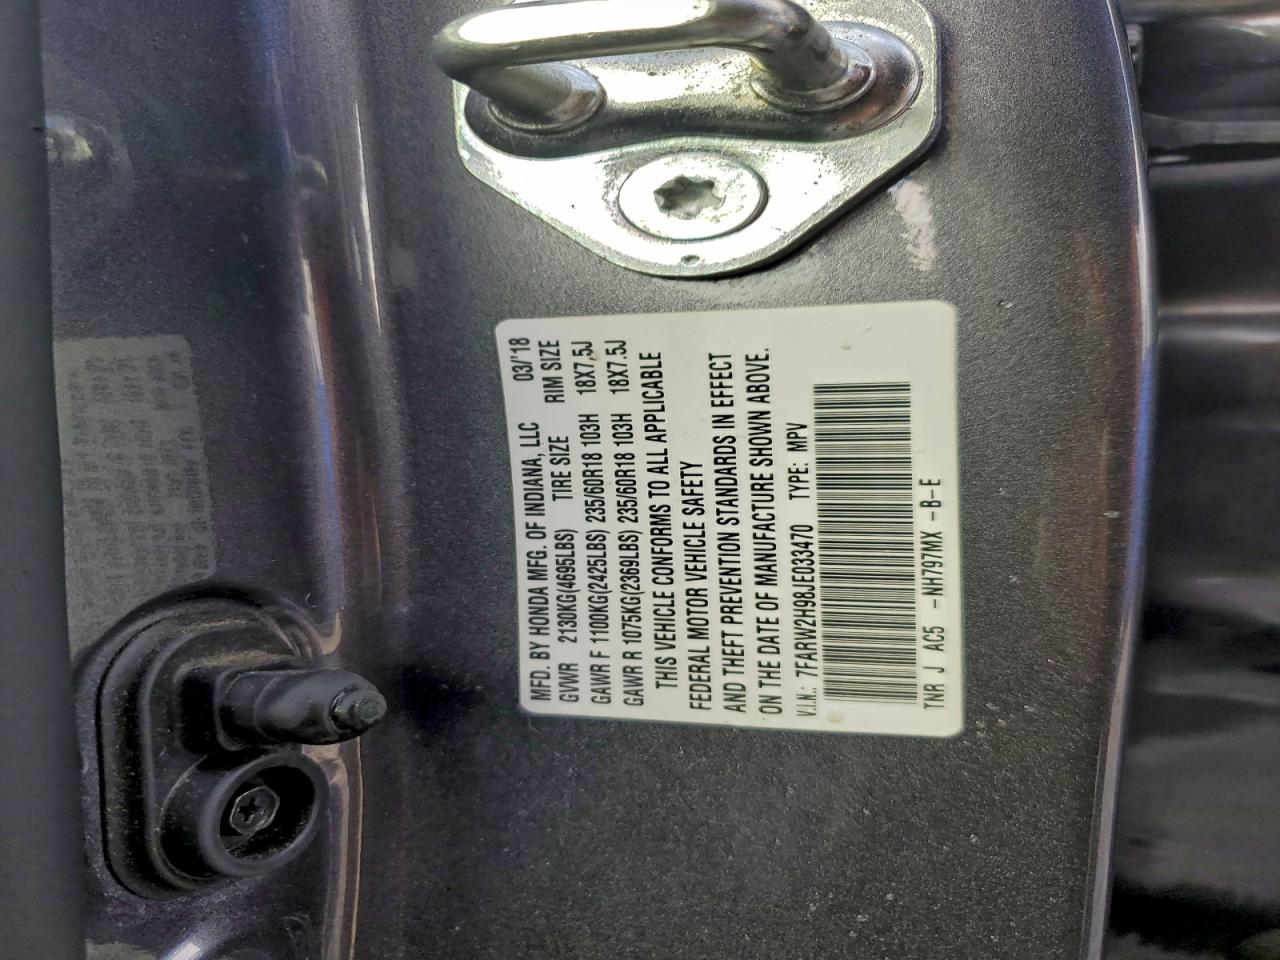 MFD. BY HONDA MFG. OF INDIANA, LLC 03/'18
GVWR 2130KG(4695LBS) TIRE SIZE RIM SIZE
GAWR F 1100KG(2425LBS) 235/60R18 103H 18X7.5J
GAWR R 1075KG(2369LBS) 235/60R18 103H 18X7.5J
THIS VEHICLE CONFORMS TO ALL APPLICABLE
FEDERAL MOTOR VEHICLE SAFETY
AND THEFT PREVENTION STANDARDS IN EFFECT
ON THE DATE OF MANUFACTURE SHOWN ABOVE.
V.I.N.: 7FARW2H98JE033470 TYPE: MPV
TNR J AC5 -NH797MX -B-E